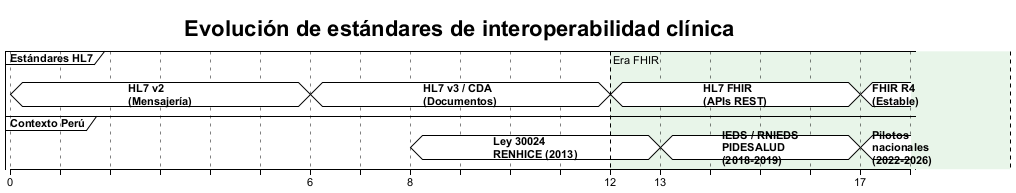 Evolución de estándares de interoperabilidad clínica
Era FHIR
Estándares HL7
HL7 v2
(Mensajería)
HL7 v3 / CDA
(Documentos)
HL7 FHIR
(APIs REST)
FHIR R4
(Estable)
Contexto Perú
Ley 30024
RENHICE (2013)
IEDS / RNIEDS
PIDESALUD
(2018-2019)
Pilotos
nacionales
(2022-2026)
0 6 8 12 13 17